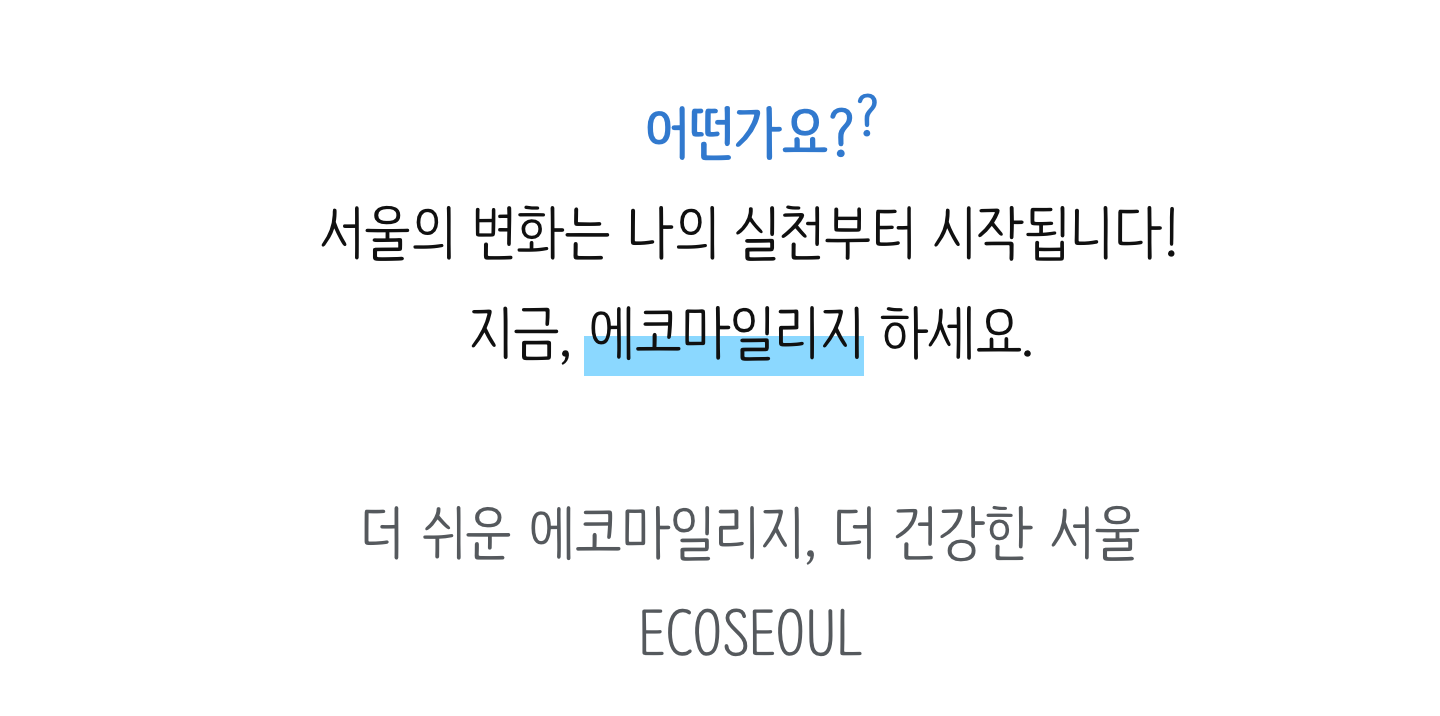 어떤가요??
서울의 변화는 나의 실천부터 시작됩니다!
지금, 에코마일리지 하세요.
더 쉬운 에코마일리지, 더 건강한 서울
ECOSEOUL